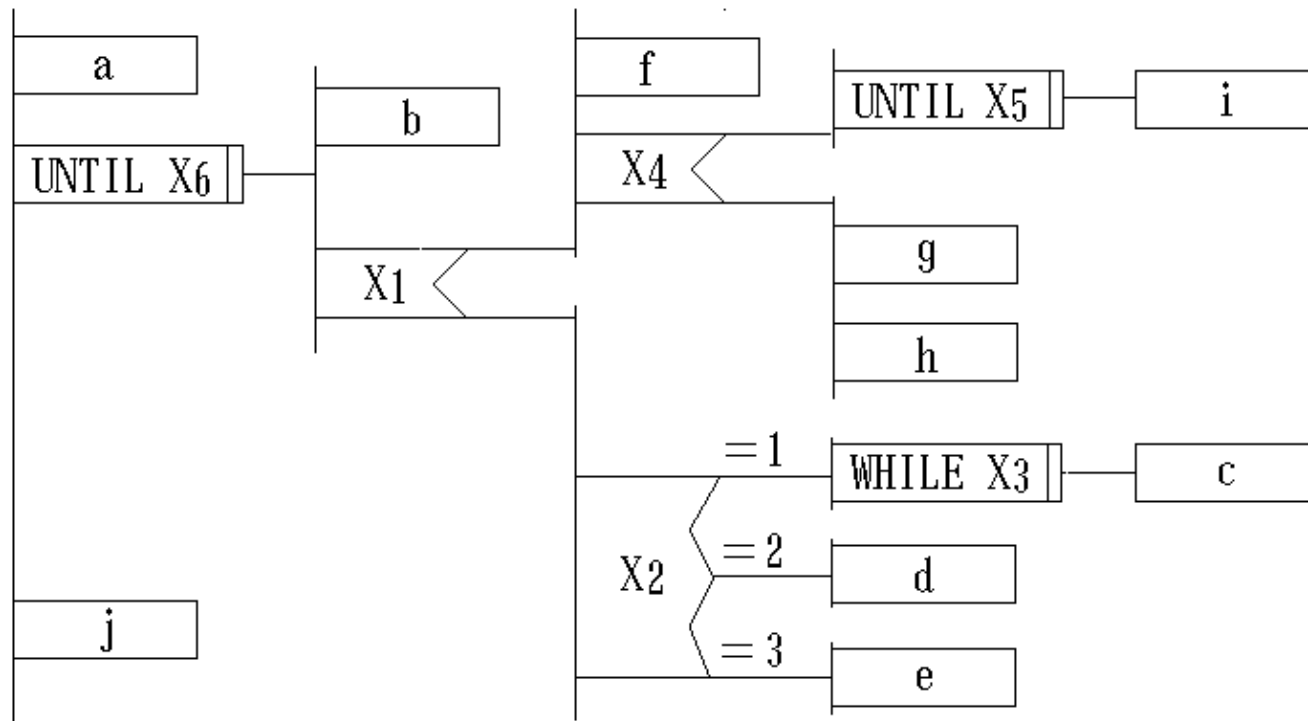 a
b
f
UNTIL X5
i
UNTIL X6
X4
g
X1
h
=1
WHILE X3
c
X2
=2
d
j
=3
e